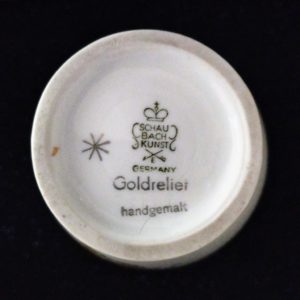 SCHAU
BACH
KUNST
GERMANY
Goldrelief
handgemalt